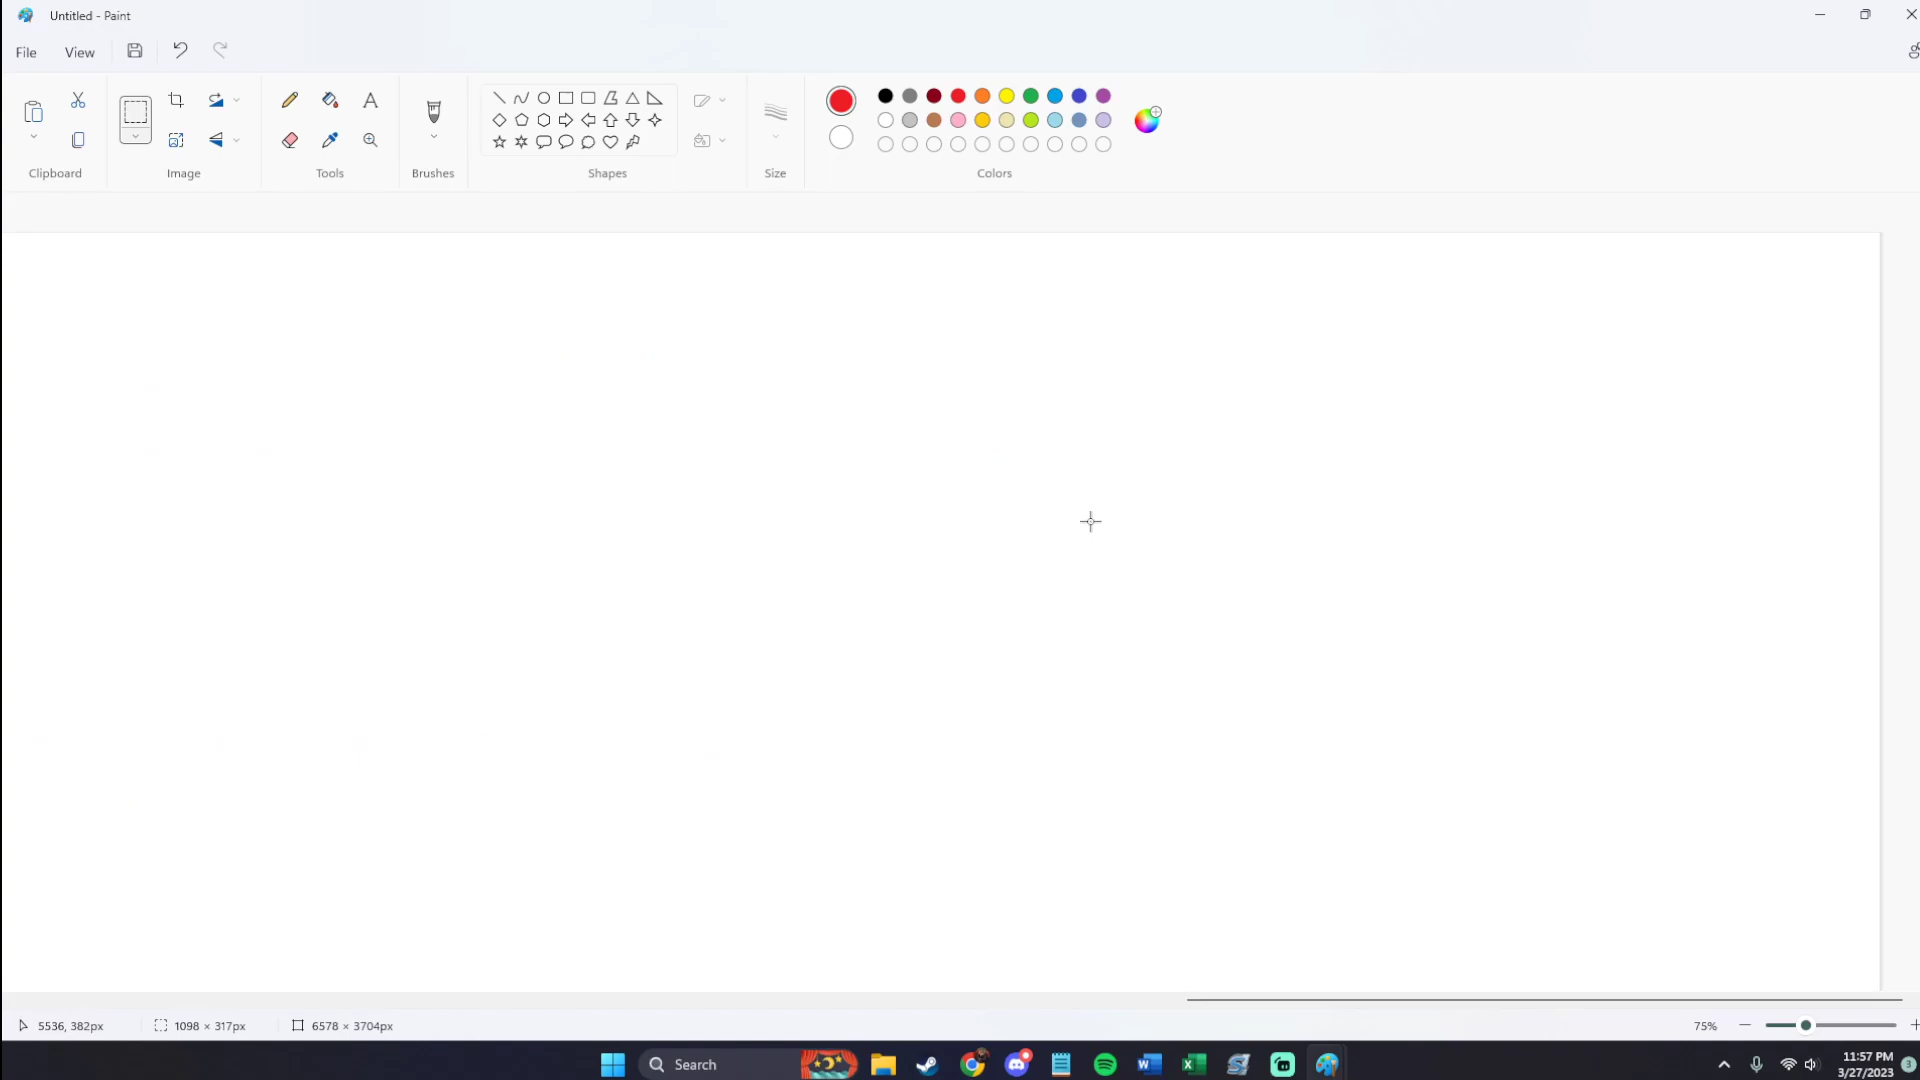 Untitled - Paint
File View
Clipboard Image Tools Brushes Shapes Size Colors
5536, 382px 1098 × 317px 6578 × 3704px 75%
Search
11:57 PM
3/27/2023
3